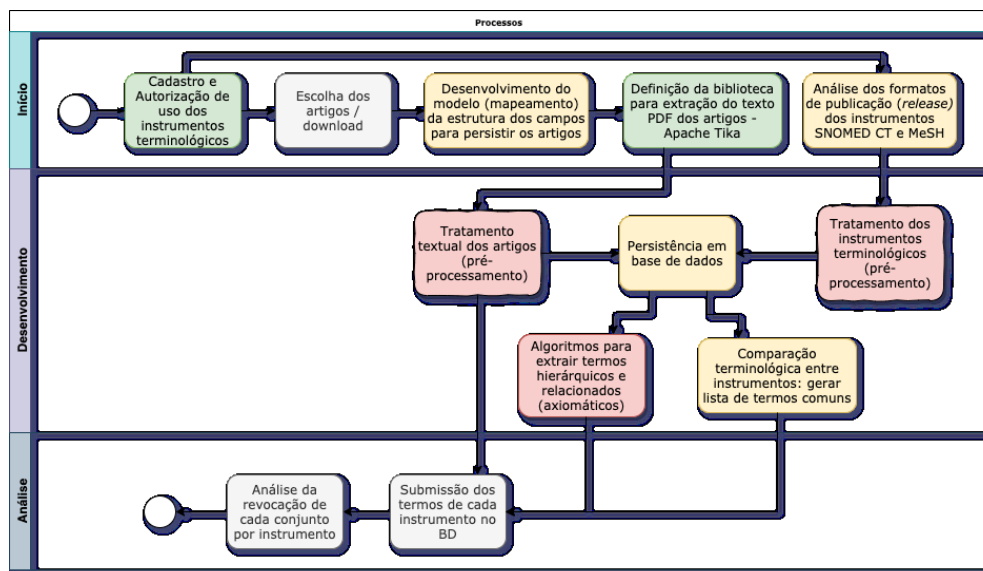 Processos
Início
Cadastro e
Autorização de
uso dos
instrumentos
terminológicos
Escolha dos
artigos /
download
Desenvolvimento do
modelo (mapeamento)
da estrutura dos campos
para persistir os artigos
Definição da biblioteca
para extração do texto
PDF dos artigos -
Apache Tika
Análise dos formatos
de publicação (release)
dos instrumentos
SNOMED CT e MeSH
Desenvolvimento
Tratamento
textual dos artigos
(pré-
processamento)
Persistência em
base de dados
Tratamento dos
instrumentos
terminológicos
(pré-
processamento)
Algoritmos para
extrair termos
hierárquicos e
relacionados
(axiomáticos)
Comparação
terminológica entre
instrumentos: gerar
lista de termos comuns
Análise
Análise da
revocação de
cada conjunto
por instrumento
Submissão dos
termos de cada
instrumento no
BD